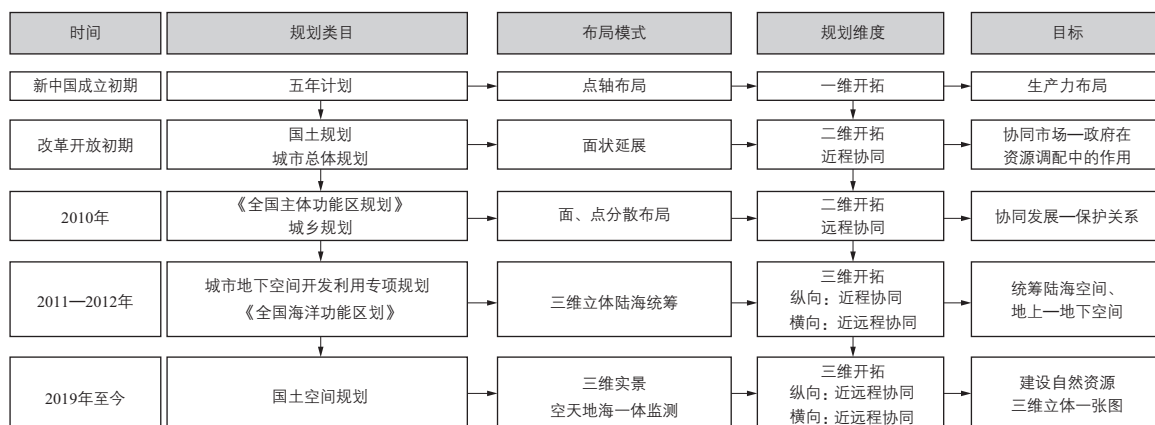 时间
规划类目
布局模式
规划维度
目标
新中国成立初期
五年计划
点轴布局
一维开拓
生产力布局
改革开放初期
国土规划
城市总体规划
面状延展
二维开拓
近程协同
协同市场—政府在
资源调配中的作用
2010年
《全国主体功能区规划》
城乡规划
面、点分散布局
二维开拓
远程协同
协同发展—保护关系
2011—2012年
城市地下空间开发利用专项规划
《全国海洋功能区划》
三维立体陆海统筹
三维开拓
纵向：近程协同
横向：近远程协同
统筹陆海空间、
地上—地下空间
2019年至今
国土空间规划
三维实景
空天地海一体监测
三维开拓
纵向：近远程协同
横向：近远程协同
建设自然资源
三维立体一张图